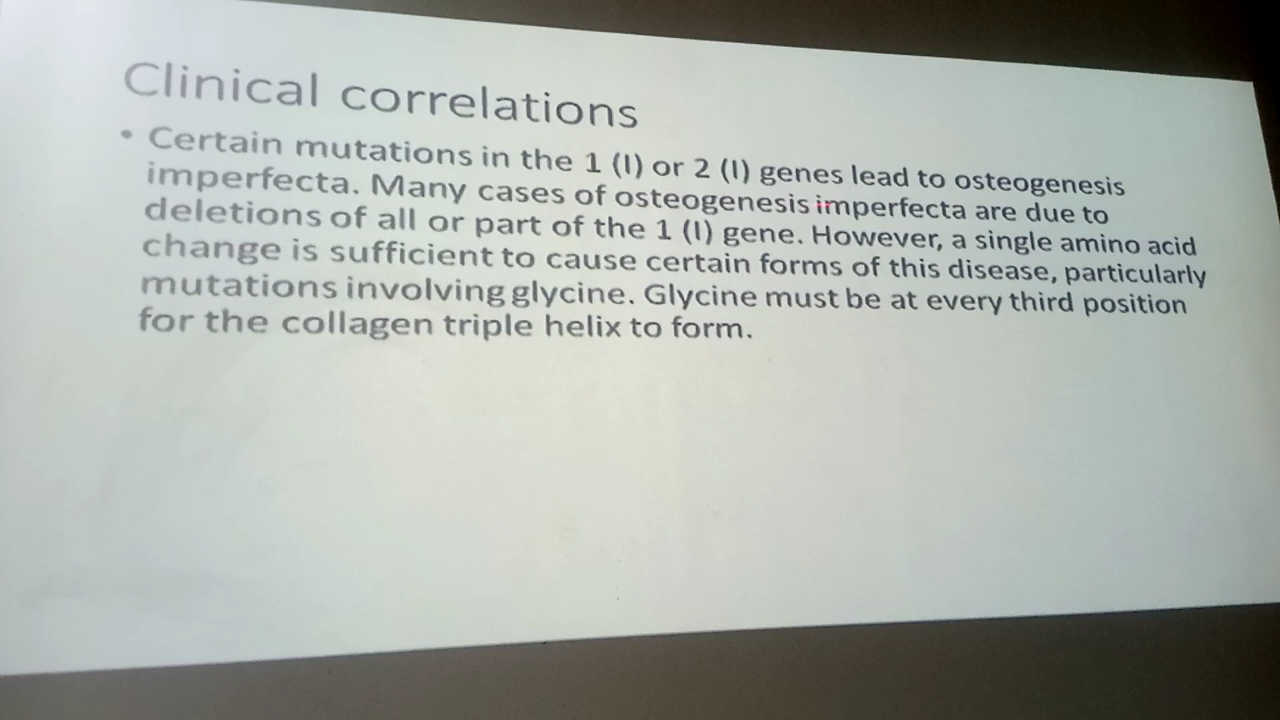 Clinical correlations
• Certain mutations in the 1 (I) or 2 (I) genes lead to osteogenesis
imperfecta. Many cases of osteogenesis imperfecta are due to
deletions of all or part of the 1 (I) gene. However, a single amino acid
change is sufficient to cause certain forms of this disease, particularly
mutations involving glycine. Glycine must be at every third position
for the collagen triple helix to form.